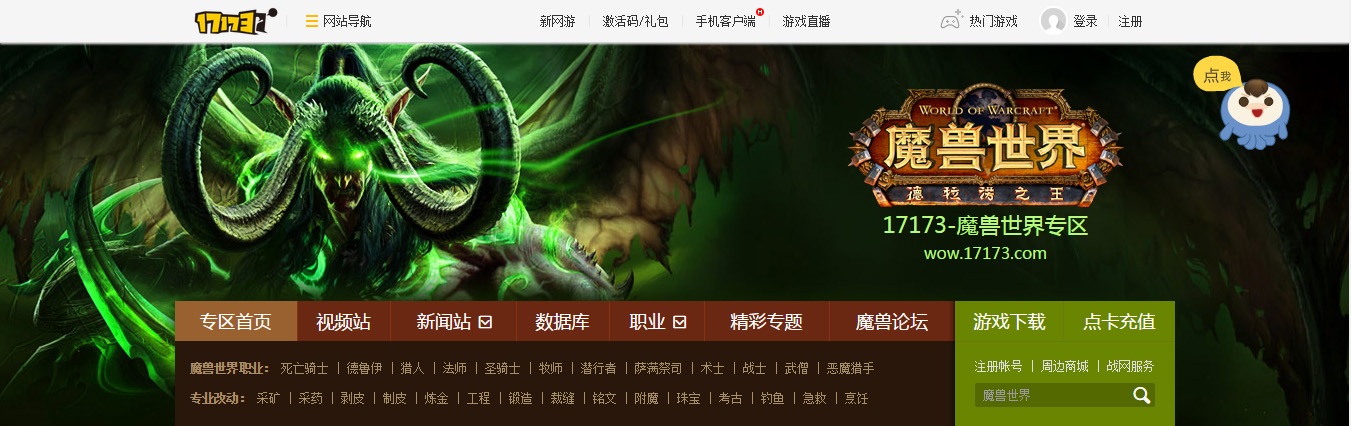 17173 网站导航 新网游 激活码/礼包 手机客户端 H 游戏直播 热门游戏 登录 注册
点我
WORLD OF WARCRAFT
魔兽世界
德拉诺之王
17173-魔兽世界专区
wow.17173.com
专区首页 视频站 新闻站 数据库 职业 精彩专题 魔兽论坛 游戏下载 点卡充值
魔兽世界职业: 死亡骑士 | 德鲁伊 | 猎人 | 法师 | 圣骑士 | 牧师 | 潜行者 | 萨满祭司 | 术士 | 战士 | 武僧 | 恶魔猎手
注册帐号 | 周边商城 | 战网服务
专业改动: 采矿 | 采药 | 剥皮 | 制皮 | 炼金 | 工程 | 锻造 | 裁缝 | 铭文 | 附魔 | 珠宝 | 考古 | 钓鱼 | 急救 | 烹饪
魔兽世界